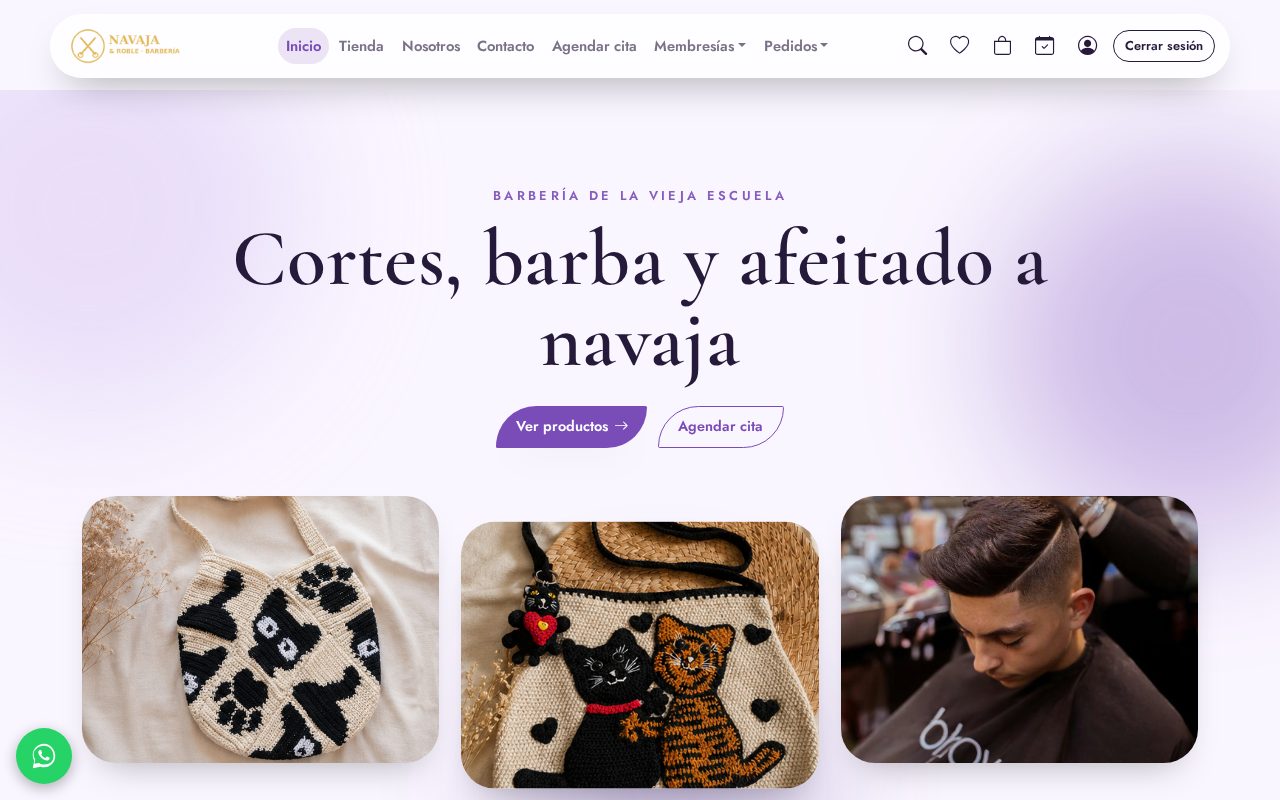 NAVAJA
& ROBLE · BARBERÍA
Inicio
Tienda
Nosotros
Contacto
Agendar cita
Membresías
Pedidos
Cerrar sesión
BARBERÍA DE LA VIEJA ESCUELA
Cortes, barba y afeitado a
navaja
Ver productos →
Agendar cita